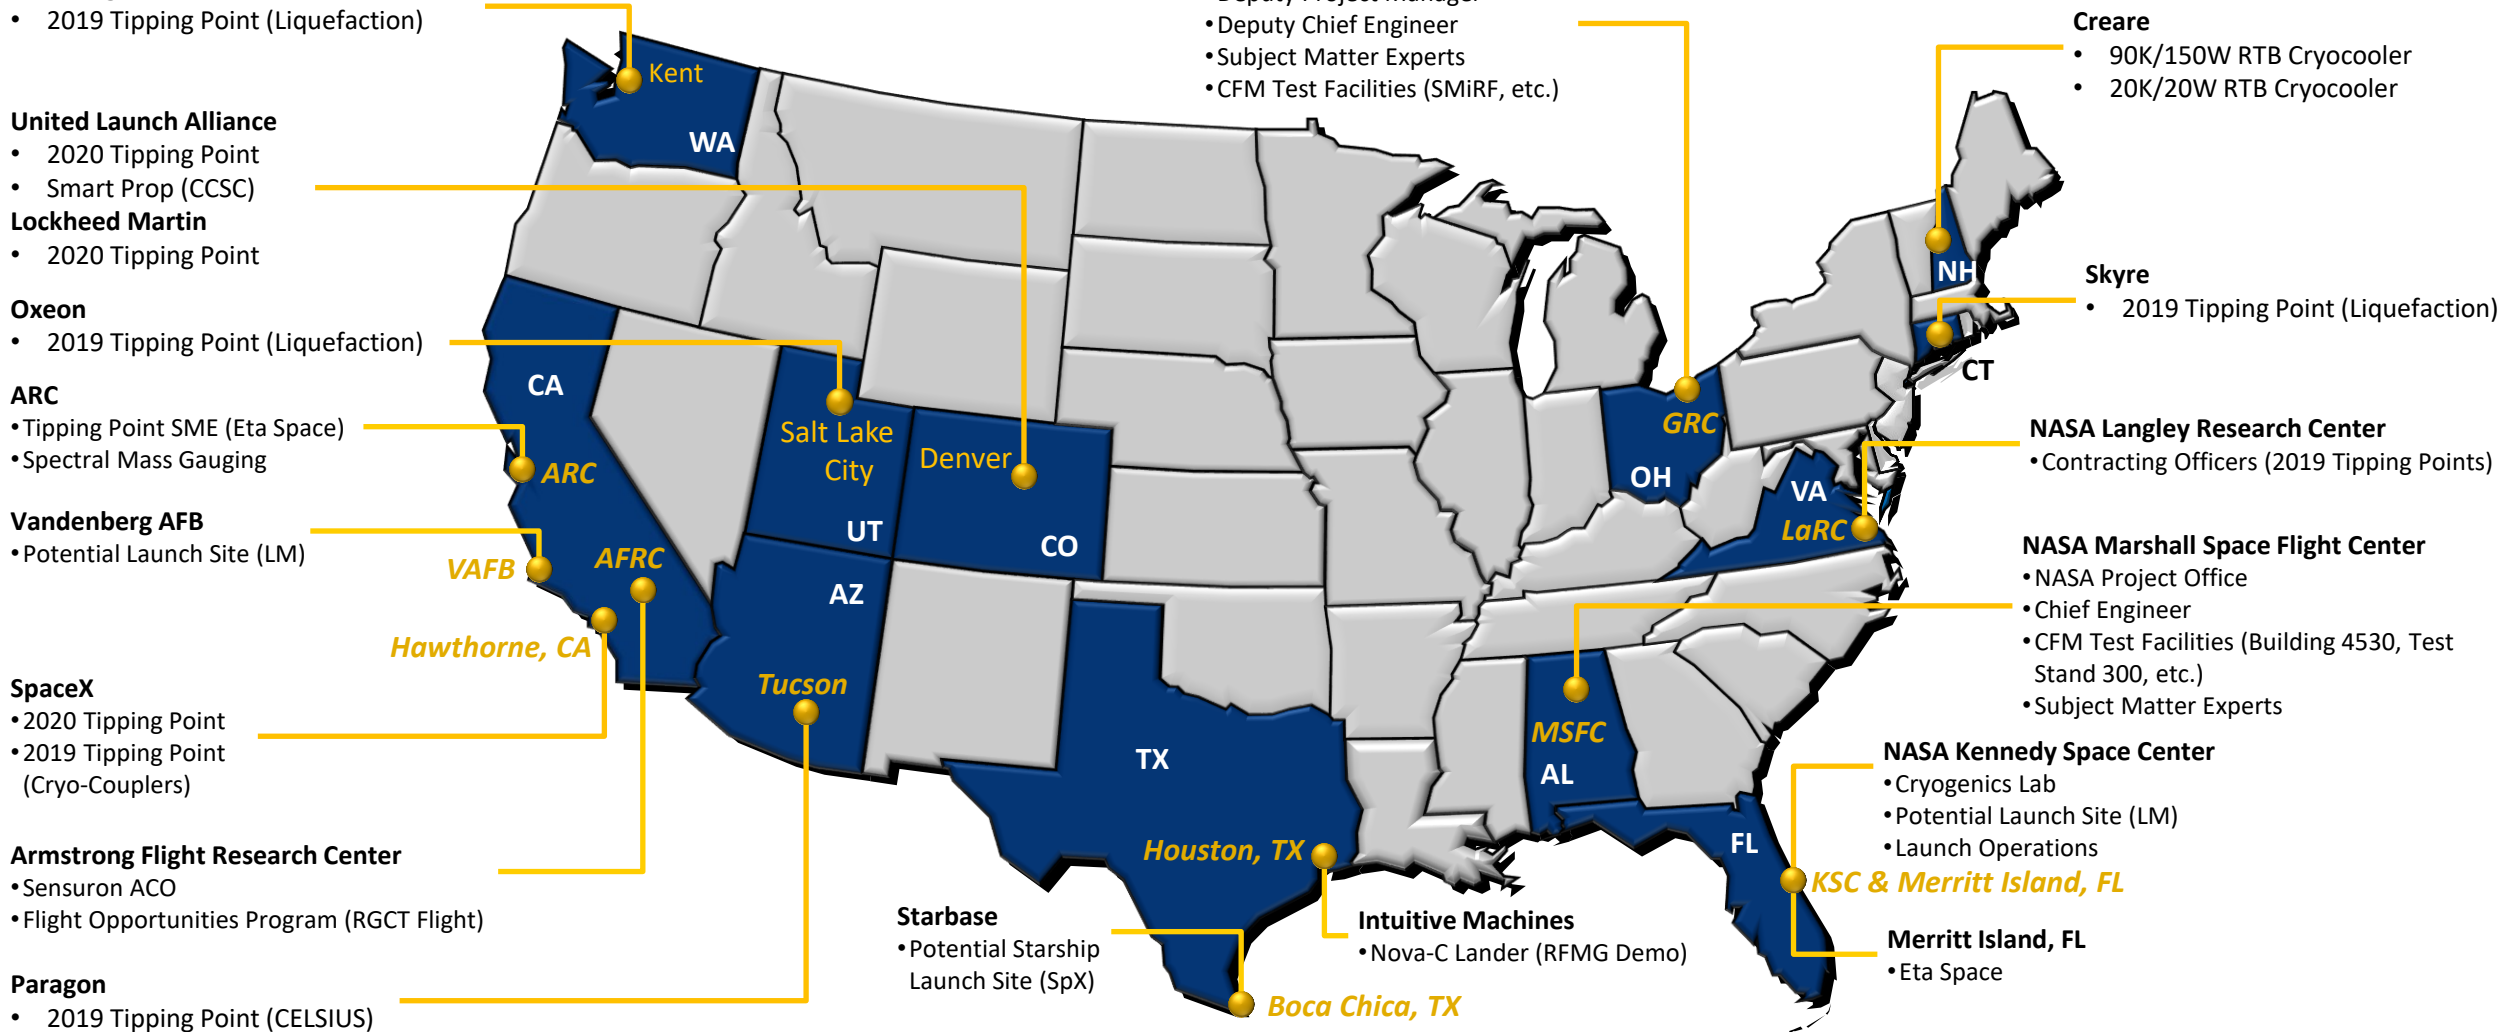 • 2019 Tipping Point (Liquefaction)
United Launch Alliance
• 2020 Tipping Point
• Smart Prop (CCSC)
Lockheed Martin
• 2020 Tipping Point
Oxeon
• 2019 Tipping Point (Liquefaction)
ARC
•Tipping Point SME (Eta Space)
•Spectral Mass Gauging
Vandenberg AFB
•Potential Launch Site (LM)
SpaceX
•2020 Tipping Point
•2019 Tipping Point
(Cryo-Couplers)
Armstrong Flight Research Center
•Sensuron ACO
•Flight Opportunities Program (RGCT Flight)
Paragon
• 2019 Tipping Point (CELSIUS)
•Deputy Project Manager
•Deputy Chief Engineer
•Subject Matter Experts
•CFM Test Facilities (SMiRF, etc.)
Creare
• 90K/150W RTB Cryocooler
• 20K/20W RTB Cryocooler
Skyre
• 2019 Tipping Point (Liquefaction)
NASA Langley Research Center
•Contracting Officers (2019 Tipping Points)
NASA Marshall Space Flight Center
•NASA Project Office
•Chief Engineer
•CFM Test Facilities (Building 4530, Test
Stand 300, etc.)
•Subject Matter Experts
NASA Kennedy Space Center
•Cryogenics Lab
•Potential Launch Site (LM)
•Launch Operations
KSC & Merritt Island, FL
Merritt Island, FL
•Eta Space
Intuitive Machines
•Nova-C Lander (RFMG Demo)
Starbase
•Potential Starship
Launch Site (SpX)
Boca Chica, TX
Kent
WA
NH
CT
CA
ARC
Salt Lake
City
UT
Denver
CO
GRC
OH
VA
LaRC
VAFB
AFRC
AZ
Hawthorne, CA
Tucson
TX
Houston, TX
MSFC
AL
FL